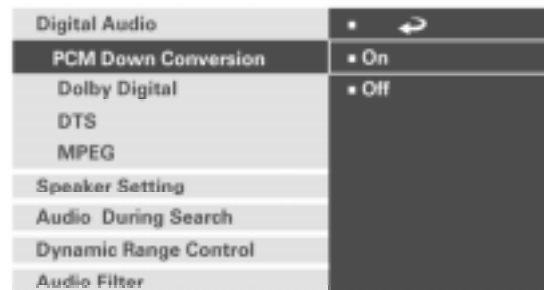 Digital Audio
PCM Down Conversion
On
Dolby Digital
Off
DTS
MPEG
Speaker Setting
Audio During Search
Dynamic Range Control
Audio Filter